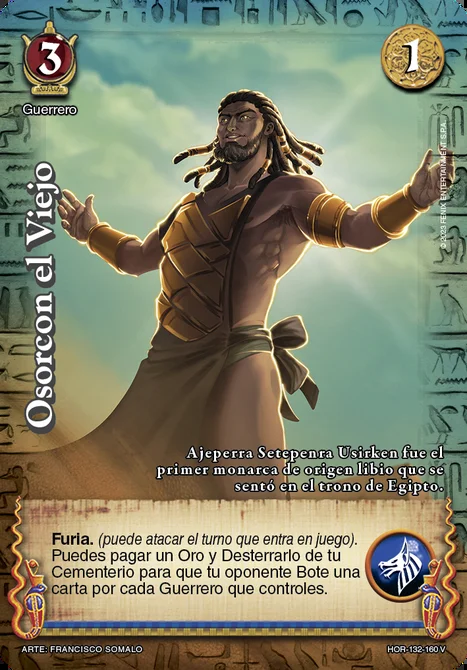 3
1
Guerrero
© 2023 FENIX ENTERTAINMENT S.P.A.
Osorcon el Viejo
Ajeperra Setepenra Usirken fue el
primer monarca de origen libio que se
sentó en el trono de Egipto.
Furia. (puede atacar el turno que entra en juego).
Puedes pagar un Oro y Desterrarlo de tu
Cementerio para que tu oponente Bote una
carta por cada Guerrero que controles.
ARTE: FRANCISCO SOMALO
HOR-132-160 V